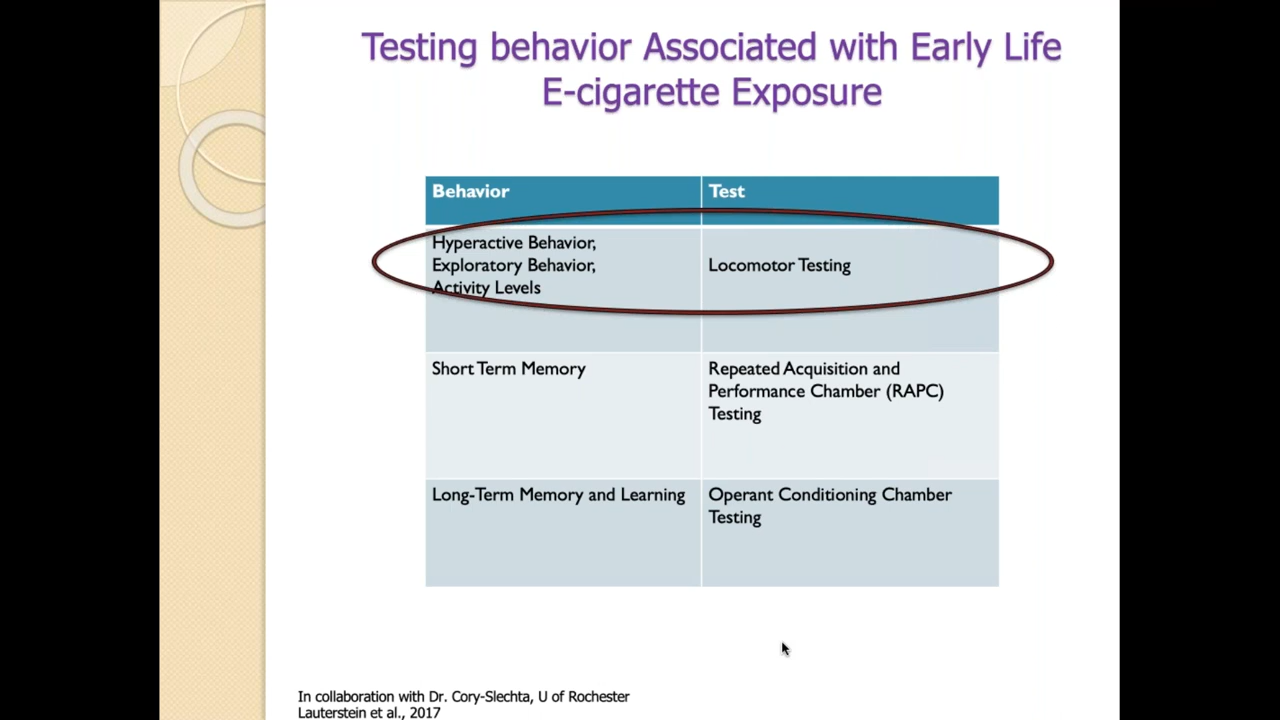 Testing behavior Associated with Early Life
E-cigarette Exposure
Behavior
Test
Hyperactive Behavior,
Exploratory Behavior,
Activity Levels
Locomotor Testing
Short Term Memory
Repeated Acquisition and
Performance Chamber (RAPC)
Testing
Long-Term Memory and Learning
Operant Conditioning Chamber
Testing
In collaboration with Dr. Cory-Slechta, U of Rochester
Lauterstein et al., 2017